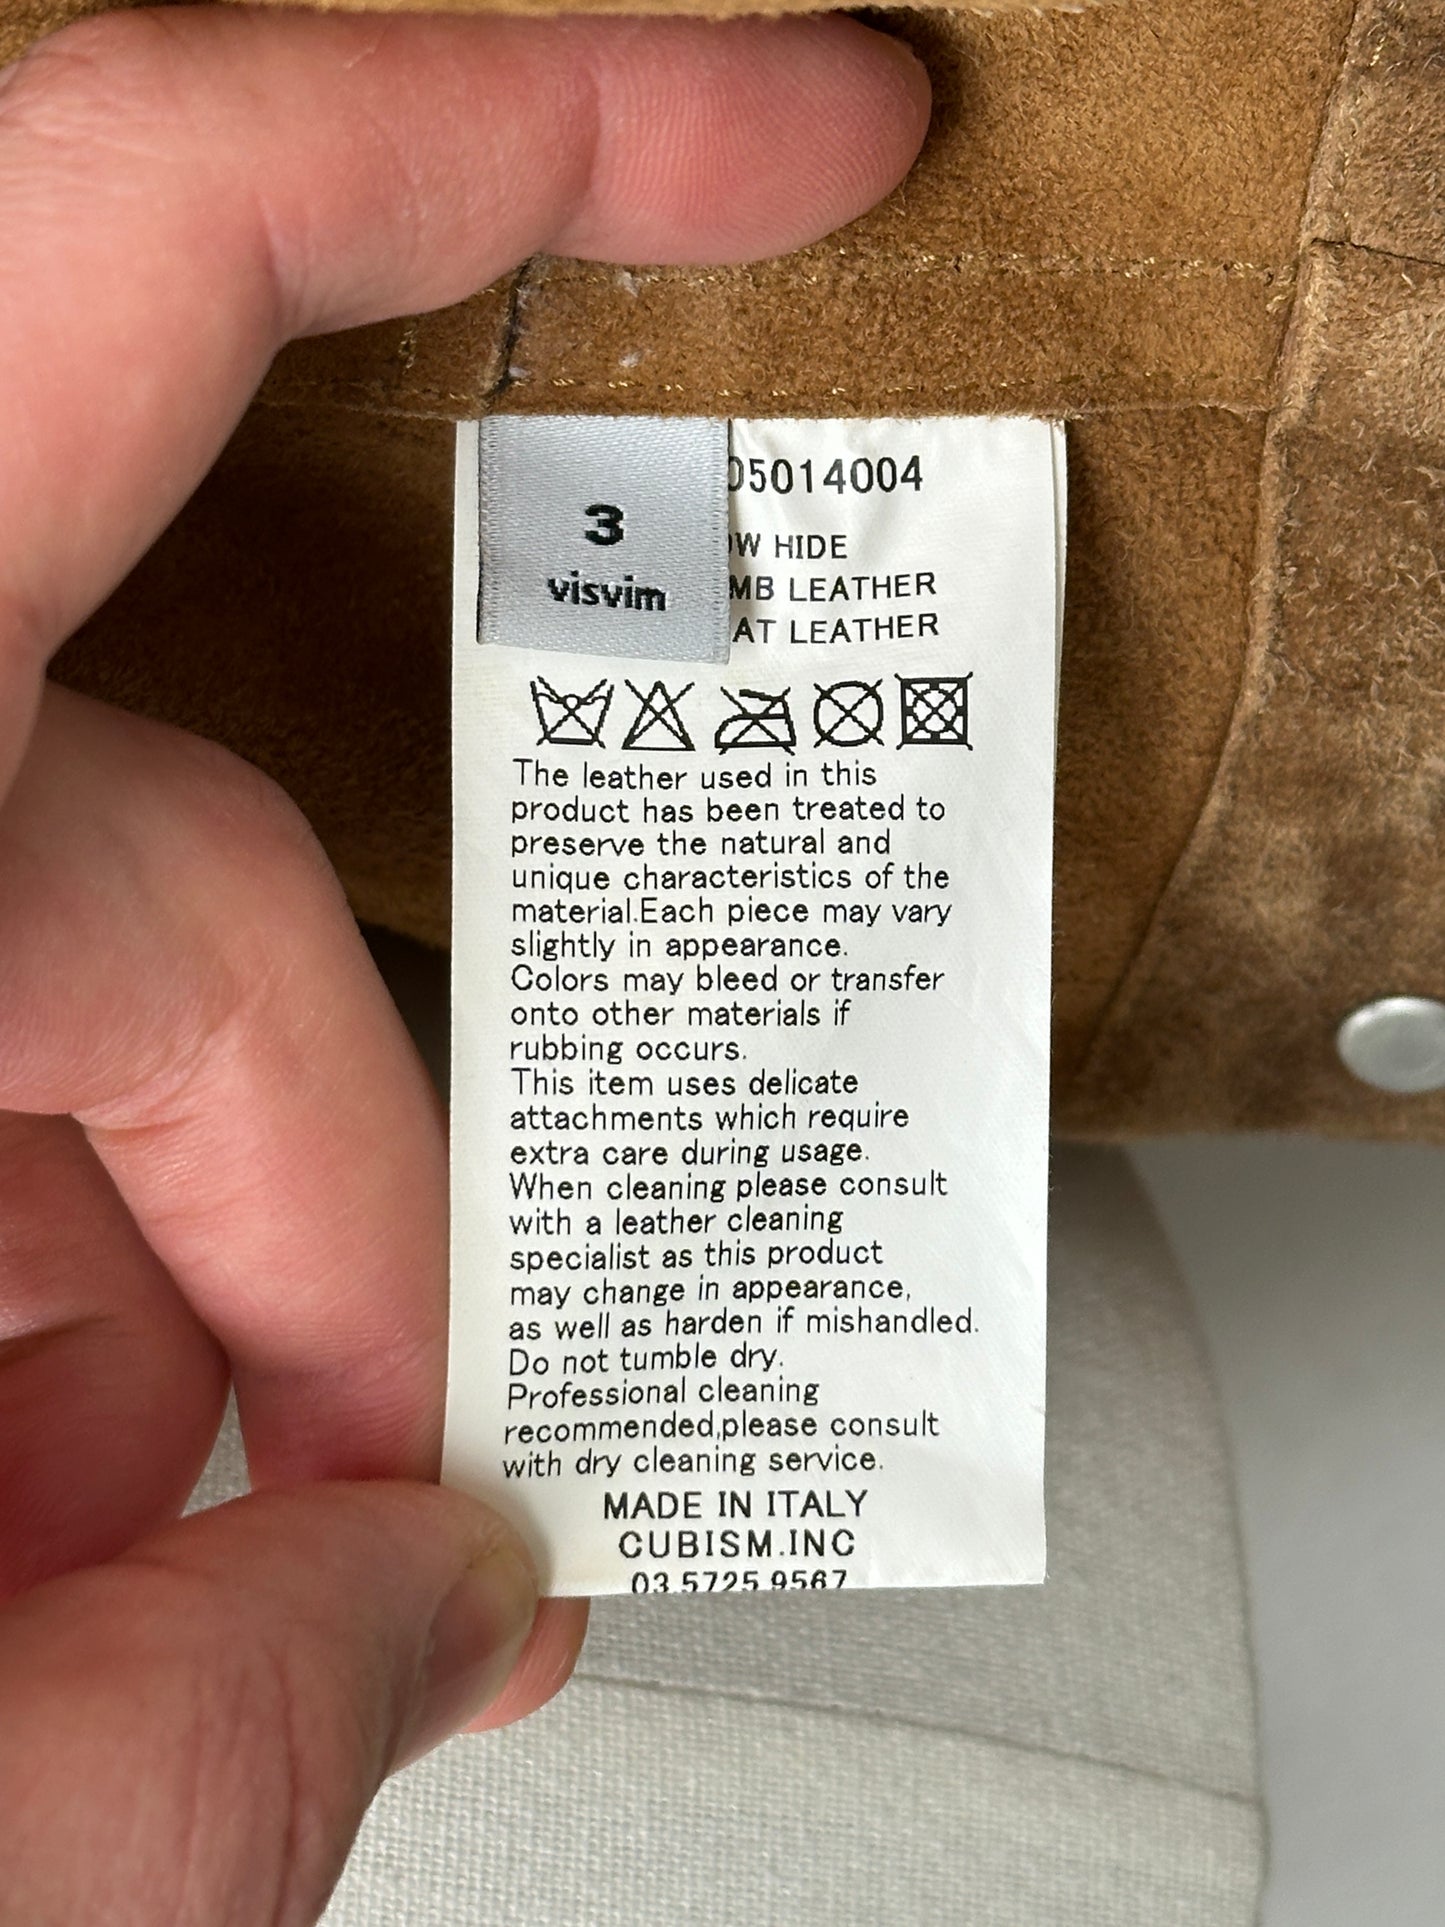 3
visvim
05014004
OW HIDE
MB LEATHER
AT LEATHER
The leather used in this
product has been treated to
preserve the natural and
unique characteristics of the
material.Each piece may vary
slightly in appearance.
Colors may bleed or transfer
onto other materials if
rubbing occurs.
This item uses delicate
attachments which require
extra care during usage.
When cleaning please consult
with a leather cleaning
specialist as this product
may change in appearance,
as well as harden if mishandled.
Do not tumble dry.
Professional cleaning
recommended,please consult
with dry cleaning service.
MADE IN ITALY
CUBISM.INC
03.5725.9567